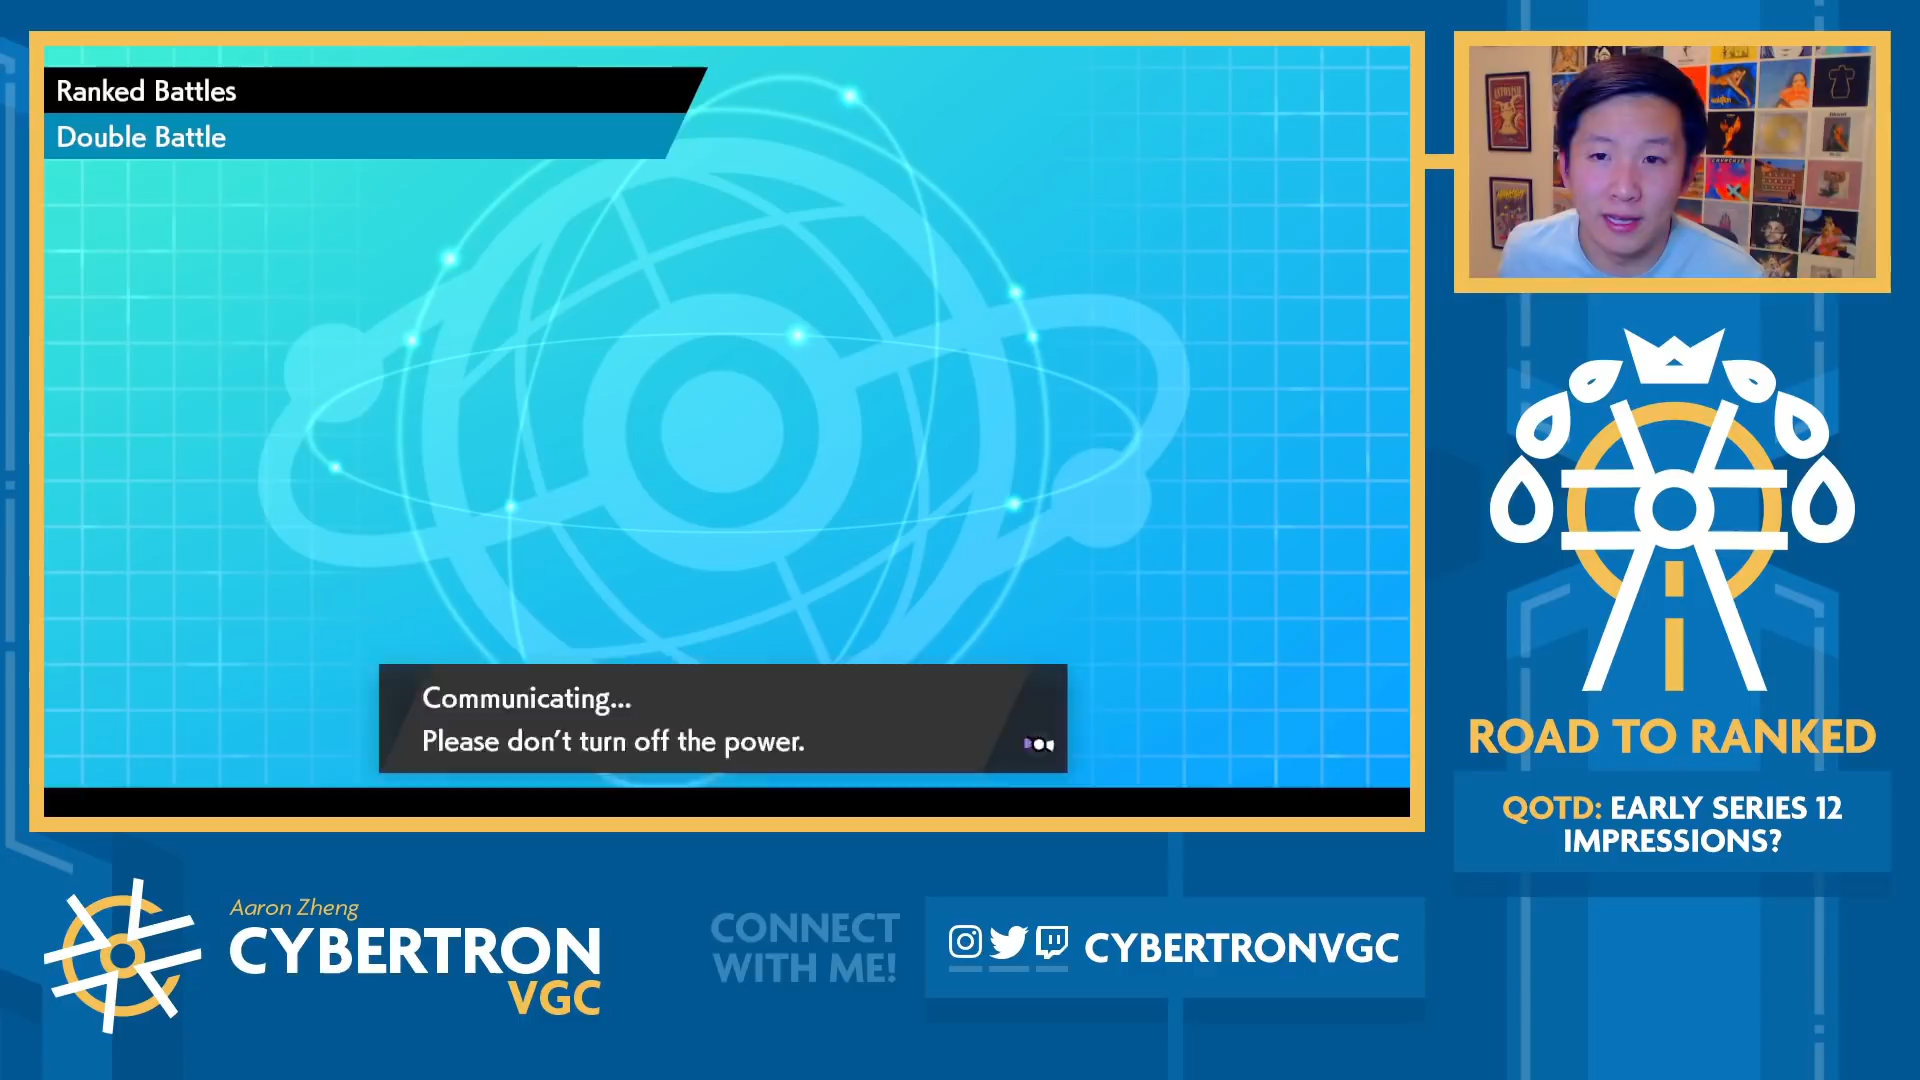 Ranked Battles
Double Battle
Communicating...
Please don't turn off the power.
ROAD TO RANKED
QOTD: EARLY SERIES 12
IMPRESSIONS?
Aaron Zheng
CYBERTRON
VGC
CONNECT
WITH ME!
CYBERTRONVGC